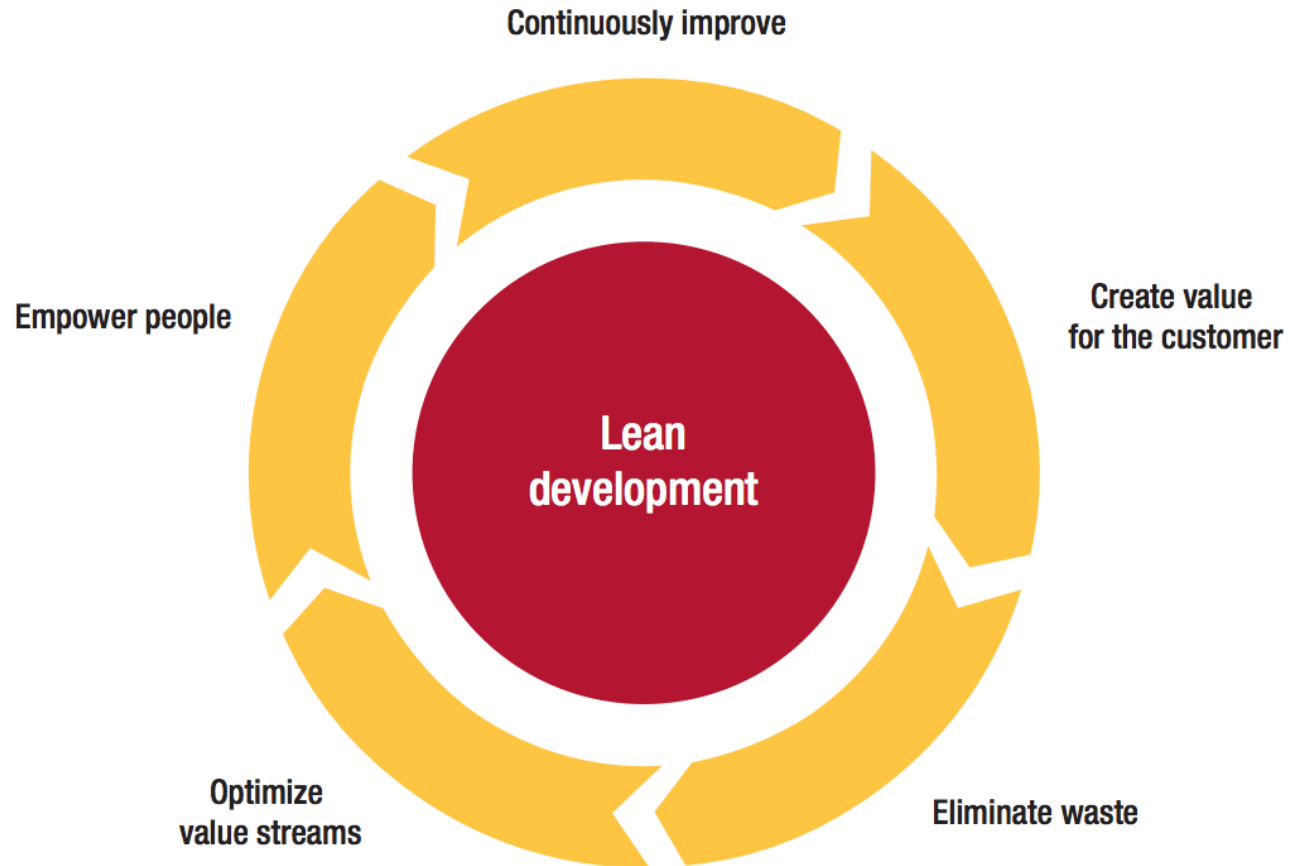 Continuously improve
Create value
for the customer
Eliminate waste
Optimize
value streams
Empower people
Lean
development